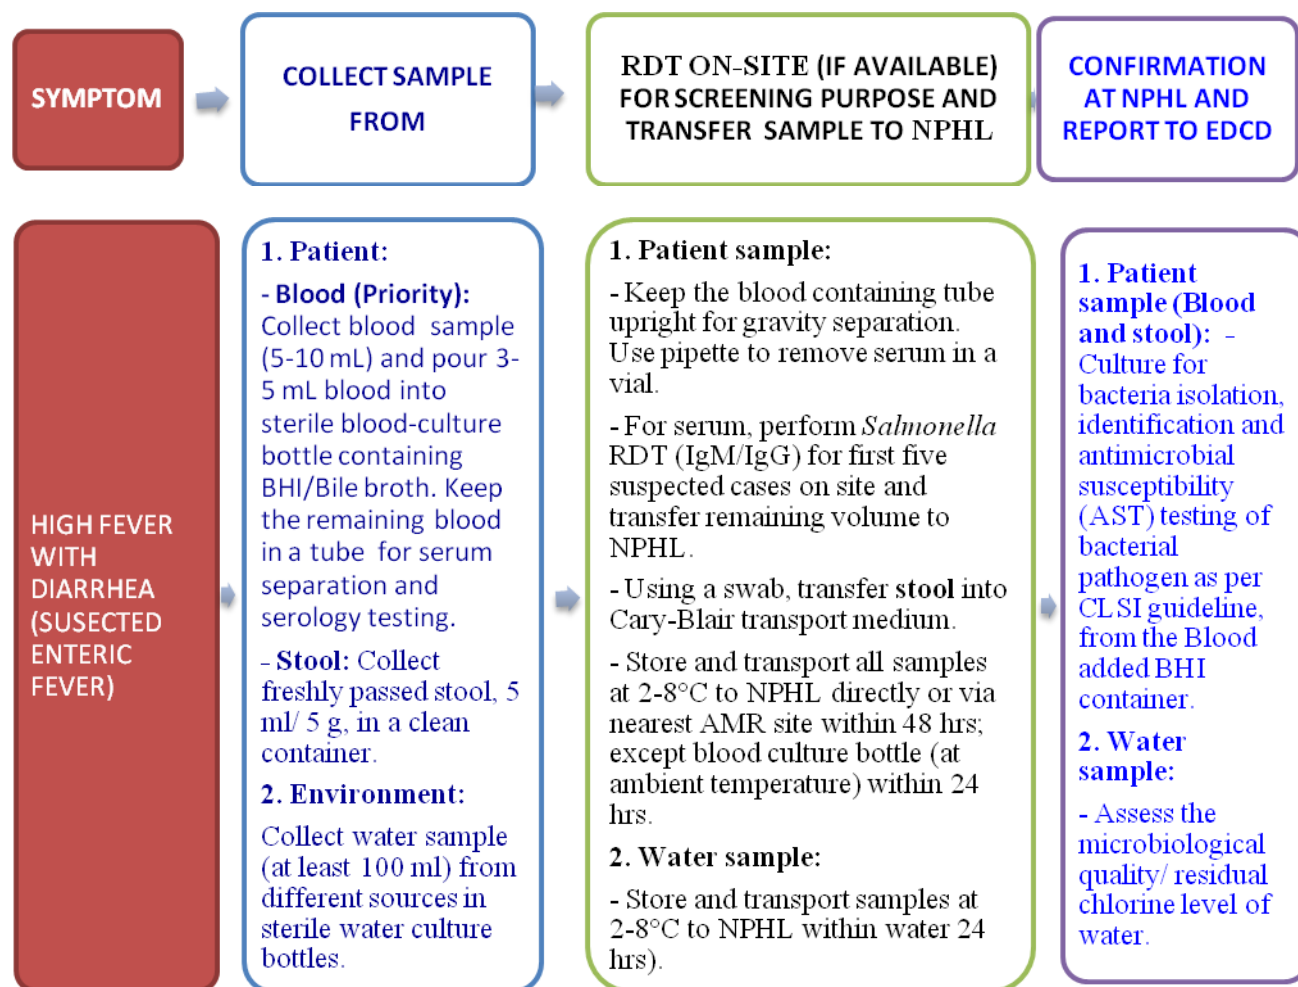 SYMPTOM
COLLECT SAMPLE
FROM
RDT ON-SITE (IF AVAILABLE)
FOR SCREENING PURPOSE AND
TRANSFER SAMPLE TO NPHL
CONFIRMATION
AT NPHL AND
REPORT TO EDCD
HIGH FEVER
WITH
DIARRHEA
(SUSECTED
ENTERIC
FEVER)
1. Patient:
- Blood (Priority):
Collect blood sample
(5-10 mL) and pour 3-
5 mL blood into
sterile blood-culture
bottle containing
BHI/Bile broth. Keep
the remaining blood
in a tube for serum
separation and
serology testing.
- Stool: Collect
freshly passed stool, 5
ml/ 5 g, in a clean
container.
2. Environment:
Collect water sample
(at least 100 ml) from
different sources in
sterile water culture
bottles.
1. Patient sample:
- Keep the blood containing tube
upright for gravity separation.
Use pipette to remove serum in a
vial.
- For serum, perform Salmonella
RDT (IgM/IgG) for first five
suspected cases on site and
transfer remaining volume to
NPHL.
- Using a swab, transfer stool into
Cary-Blair transport medium.
- Store and transport all samples
at 2-8°C to NPHL directly or via
nearest AMR site within 48 hrs;
except blood culture bottle (at
ambient temperature) within 24
hrs.
2. Water sample:
- Store and transport samples at
2-8°C to NPHL within water 24
hrs).
1. Patient
sample (Blood
and stool): -
Culture for
bacteria isolation,
identification and
antimicrobial
susceptibility
(AST) testing of
bacterial
pathogen as per
CLSI guideline,
from the Blood
added BHI
container.
2. Water
sample:
- Assess the
microbiological
quality/ residual
chlorine level of
water.